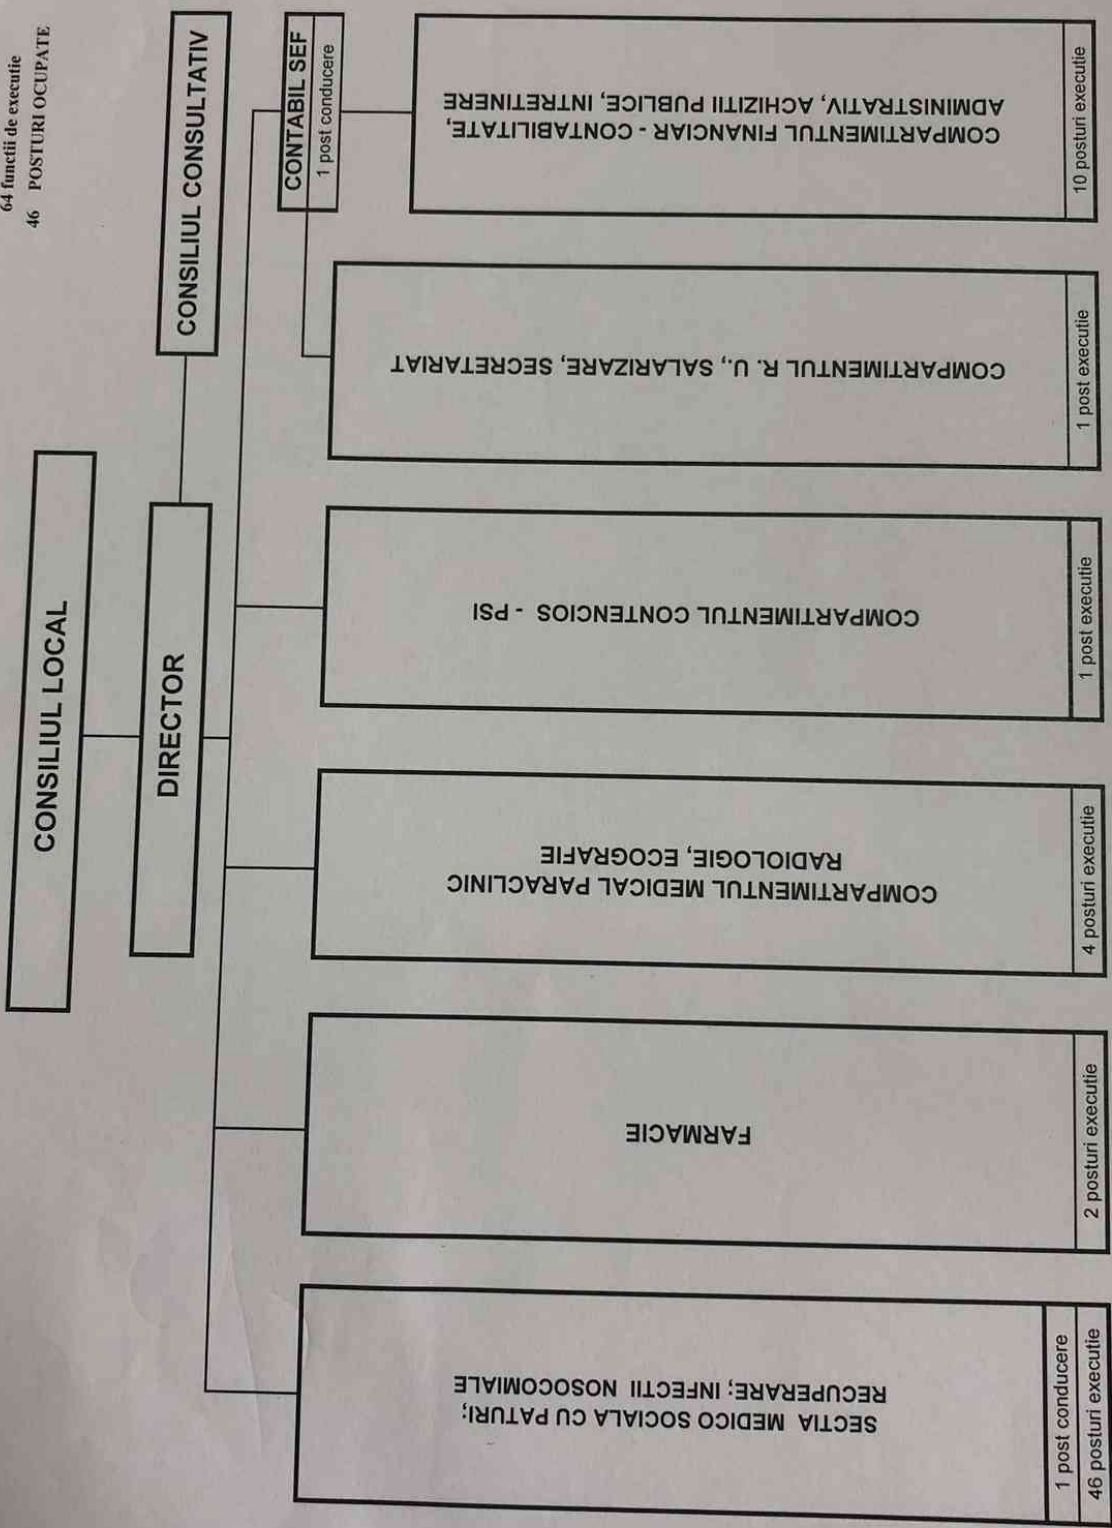 64 functii de executie
46 POSTURI OCUPATE
CONSILIUL LOCAL
DIRECTOR
CONSILIUL CONSULTATIV
CONTABIL SEF
1 post conducere
SECTIA MEDICO SOCIALA CU PATURI;
RECUPERARE; INFECTII NOSOCOMIALE
1 post conducere
46 posturi executie
FARMACIE
2 posturi executie
COMPARTIMENTUL MEDICAL PARACLINIC
RADIOLOGIE, ECOGRAFIE
4 posturi executie
COMPARTIMENTUL CONTENCIOS - PSI
1 post executie
COMPARTIMENTUL R. U., SALARIZARE, SECRETARIAT
1 post executie
COMPARTIMENTUL FINANCIAR - CONTABILITATE,
ADMINISTRATIV, ACHIZITII PUBLICE, INTRETINERE
10 posturi executie